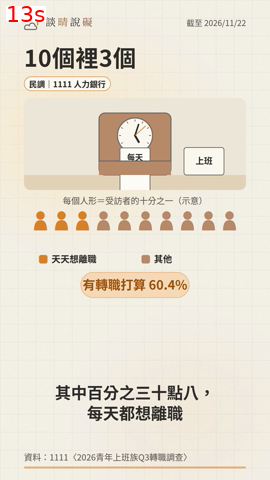 13s
談晴說礙
截至 2026/11/22
10個裡3個
民調｜1111 人力銀行
每天
上班
每個人形＝受訪者的十分之一（示意）
天天想離職
其他
有轉職打算 60.4%
其中百分之三十點八，
每天都想離職
資料：1111〈2026青年上班族Q3轉職調查〉